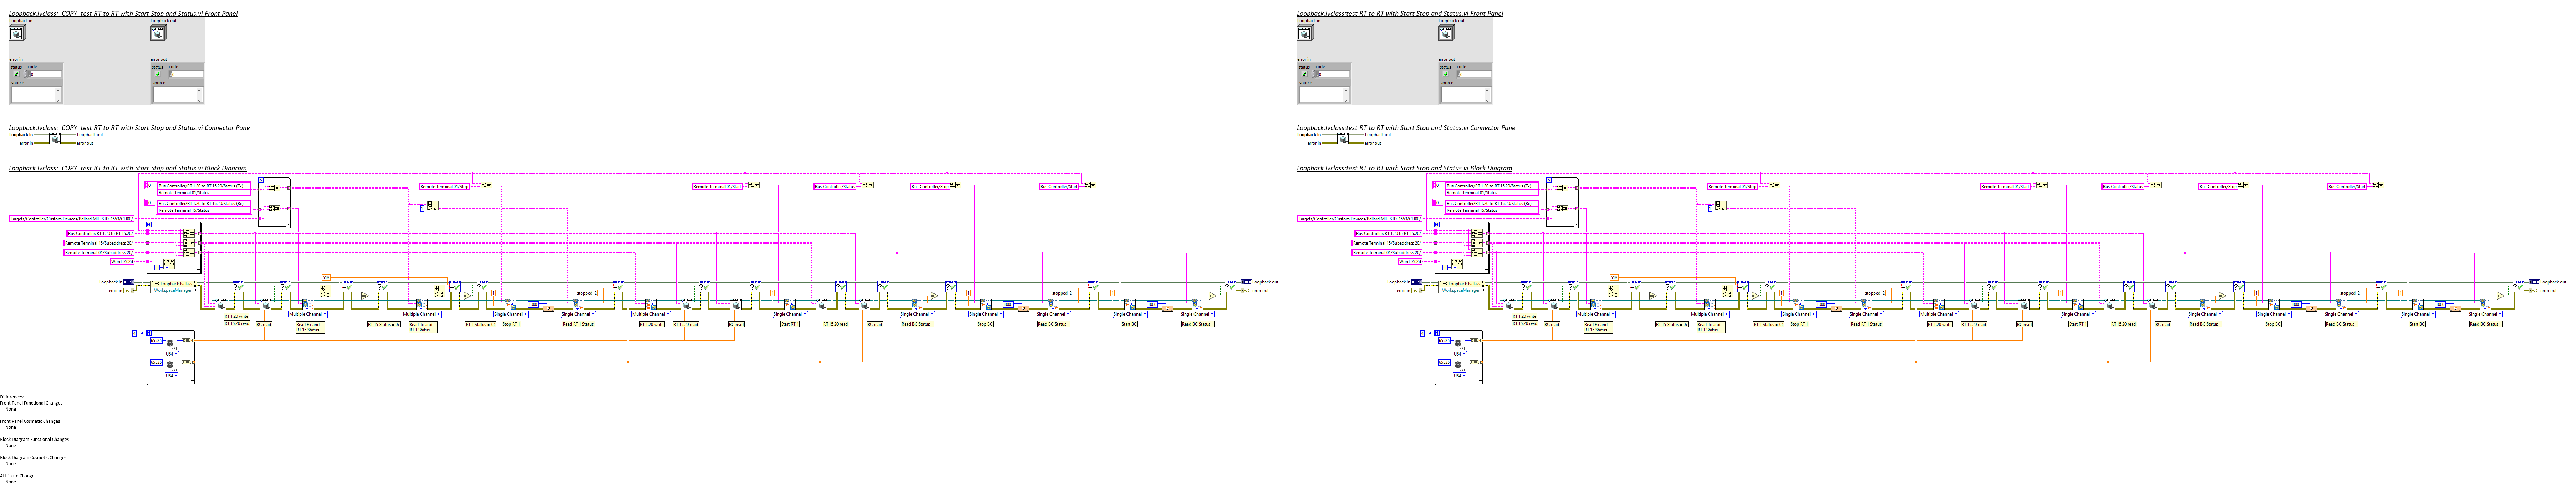 Loopback.lvclass:_COPY_test RT to RT with Start Stop and Status.vi Front Panel
Loopback in
Loopback out
error in
error out
status code
0
source
status code
0
source
Loopback.lvclass:_COPY_test RT to RT with Start Stop and Status.vi Connector Pane
Loopback in
Loopback out
error in
error out
Loopback.lvclass:_COPY_test RT to RT with Start Stop and Status.vi Block Diagram
Bus Controller/RT 1.20 to RT 15.20/Status (Tx)
Remote Terminal 01/Status
Bus Controller/RT 1.20 to RT 15.20/Status (Rx)
Remote Terminal 15/Status
Remote Terminal 01/Stop
Remote Terminal 01/Start
Bus Controller/Status
Bus Controller/Stop
Bus Controller/Start
Targets/Controller/Custom Devices/Ballard MIL-STD-1553/CH00/
Bus Controller/RT 1.20 to RT 15.20/
Remote Terminal 15/Subaddress 20/
Remote Terminal 01/Subaddress 20/
Word %02d
513
Loopback in
error in
Loopback.lvclass
WorkspaceManager
stopped
stopped
stopped
Loopback out
error out
1000
1000
1000
RT 1.20 write
RT 15.20 read
BC read
Multiple Channel
Read Rx and
RT 15 Status
RT 15 Status = 0?
Multiple Channel
Read Tx and
RT 1 Status
RT 1 Status = 0?
Single Channel
Stop RT 1
Single Channel
Read RT 1 Status
Multiple Channel
RT 1.20 write
RT 15.20 read
BC read
Single Channel
Start RT 1
RT 15.20 read
BC read
Single Channel
Read BC Status
Single Channel
Stop BC
Single Channel
Read BC Status
Single Channel
Start BC
Single Channel
Read BC Status
65535
U64
65535
U64
Differences:
Front Panel Functional Changes
None
Front Panel Cosmetic Changes
None
Block Diagram Functional Changes
None
Block Diagram Cosmetic Changes
None
Attribute Changes
None
Loopback.lvclass:test RT to RT with Start Stop and Status.vi Front Panel
Loopback in
Loopback out
error in
error out
status code
0
source
status code
0
source
Loopback.lvclass:test RT to RT with Start Stop and Status.vi Connector Pane
Loopback in
Loopback out
error in
error out
Loopback.lvclass:test RT to RT with Start Stop and Status.vi Block Diagram
Bus Controller/RT 1.20 to RT 15.20/Status (Tx)
Remote Terminal 01/Status
Bus Controller/RT 1.20 to RT 15.20/Status (Rx)
Remote Terminal 15/Status
Remote Terminal 01/Stop
Remote Terminal 01/Start
Bus Controller/Status
Bus Controller/Stop
Bus Controller/Start
Targets/Controller/Custom Devices/Ballard MIL-STD-1553/CH00/
Bus Controller/RT 1.20 to RT 15.20/
Remote Terminal 15/Subaddress 20/
Remote Terminal 01/Subaddress 20/
Word %02d
513
Loopback in
error in
Loopback.lvclass
WorkspaceManager
stopped
stopped
stopped
Loopback out
error out
1000
1000
1000
RT 1.20 write
RT 15.20 read
BC read
Multiple Channel
Read Rx and
RT 15 Status
RT 15 Status = 0?
Multiple Channel
Read Tx and
RT 1 Status
RT 1 Status = 0?
Single Channel
Stop RT 1
Single Channel
Read RT 1 Status
Multiple Channel
RT 1.20 write
RT 15.20 read
BC read
Single Channel
Start RT 1
RT 15.20 read
BC read
Single Channel
Read BC Status
Single Channel
Stop BC
Single Channel
Read BC Status
Single Channel
Start BC
Single Channel
Read BC Status
65535
U64
65535
U64